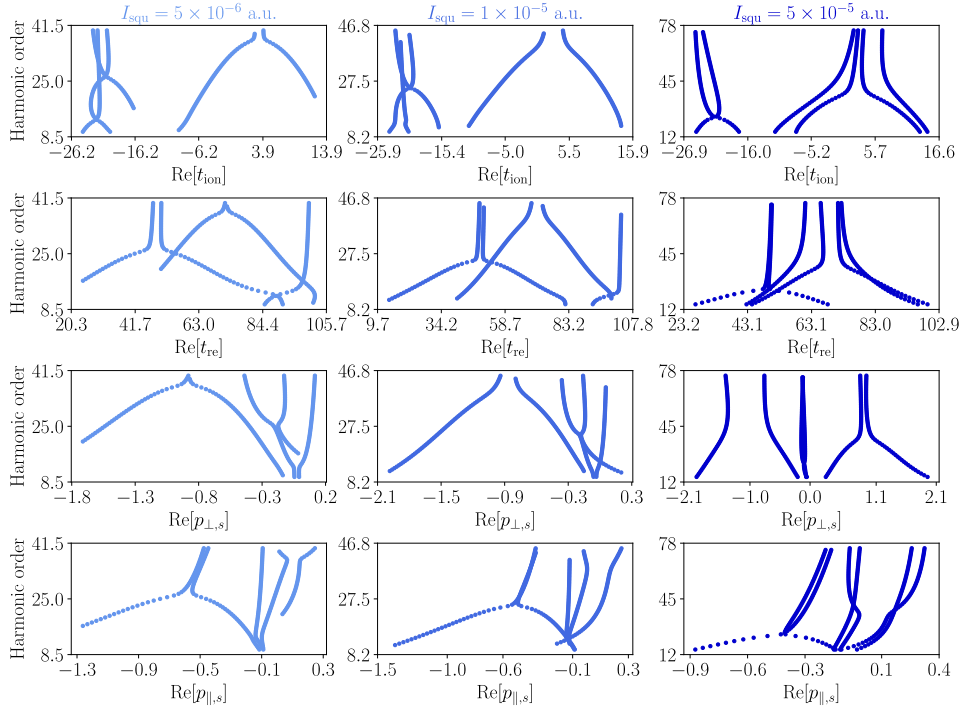 I_squ = 5 × 10^−6 a.u. I_squ = 1 × 10^−5 a.u. I_squ = 5 × 10^−5 a.u.
Harmonic order
41.5 25.0 8.5
−26.2 −16.2 −6.2 3.9 13.9
Re[t_ion]
46.8 27.5 8.2
−25.9 −15.4 −5.0 5.5 15.9
Re[t_ion]
78 45 12
−26.9 −16.0 −5.2 5.7 16.6
Re[t_ion]
Harmonic order
41.5 25.0 8.5
20.3 41.7 63.0 84.4 105.7
Re[t_re]
46.8 27.5 8.2
9.7 34.2 58.7 83.2 107.8
Re[t_re]
78 45 12
23.2 43.1 63.1 83.0 102.9
Re[t_re]
Harmonic order
41.5 25.0 8.5
−1.8 −1.3 −0.8 −0.3 0.2
Re[p_⊥,s]
46.8 27.5 8.2
−2.1 −1.5 −0.9 −0.3 0.3
Re[p_⊥,s]
78 45 12
−2.1 −1.0 0.0 1.1 2.1
Re[p_⊥,s]
Harmonic order
41.5 25.0 8.5
−1.3 −0.9 −0.5 −0.1 0.4
Re[p_∥,s]
46.8 27.5 8.2
−1.5 −1.0 −0.6 −0.1 0.4
Re[p_∥,s]
78 45 12
−0.9 −0.6 −0.3 0.1 0.4
Re[p_∥,s]